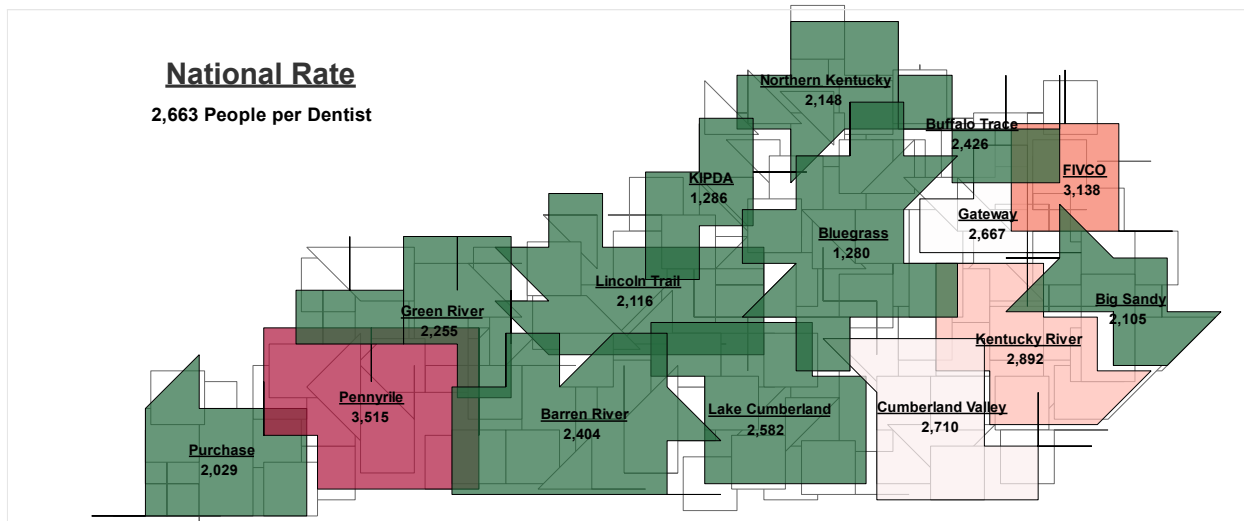 National Rate
2,663 People per Dentist
Northern Kentucky
2,148
Buffalo Trace
2,426
FIVCO
3,138
KIPDA
1,286
Gateway
2,667
Bluegrass
1,280
Lincoln Trail
2,116
Big Sandy
2,105
Green River
2,255
Kentucky River
2,892
Pennyrile
3,515
Barren River
2,404
Lake Cumberland
2,582
Cumberland Valley
2,710
Purchase
2,029